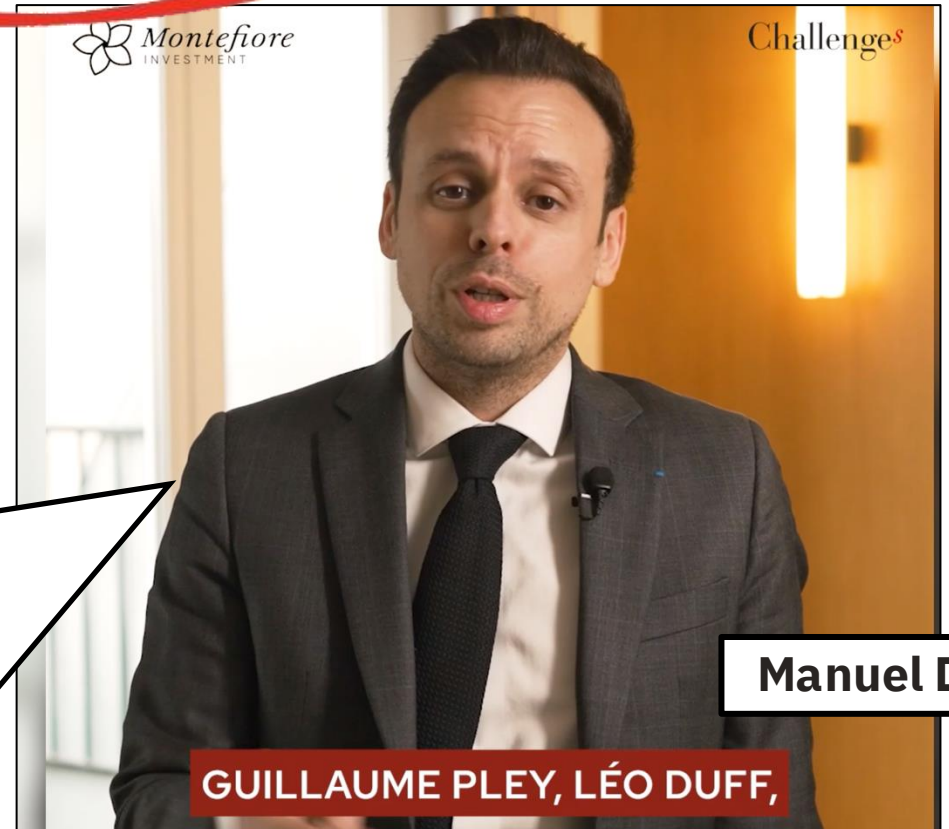 Montefiore
INVESTMENT
Challenges
Manuel D
GUILLAUME PLEY, LÉO DUFF,